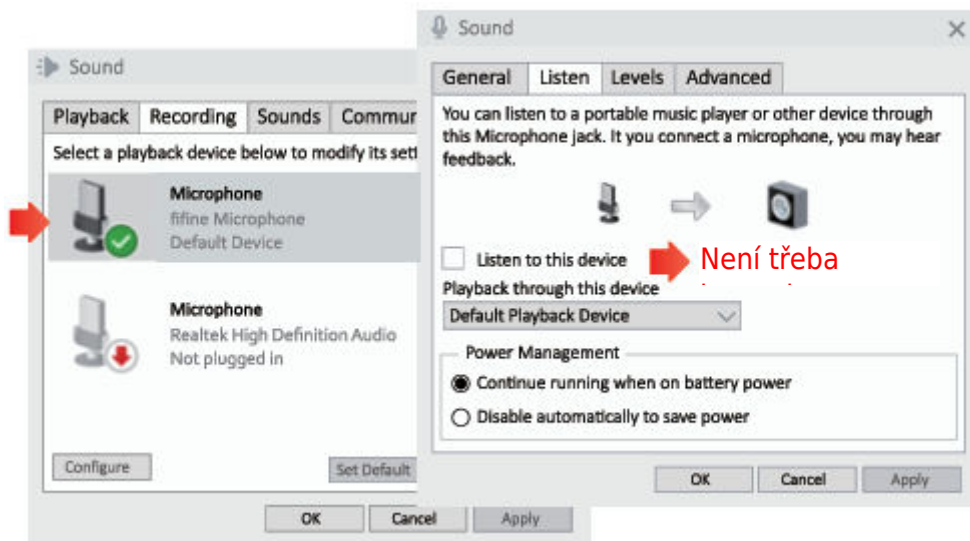 Sound
Playback Recording Sounds Commur
Select a playback device below to modify its sett
Microphone
fifine Microphone
Default Device
Microphone
Realtek High Definition Audio
Not plugged in
Configure
Set Default
OK Cancel Apply
Sound
General Listen Levels Advanced
You can listen to a portable music player or other device through
this Microphone jack. It you connect a microphone, you may hear
feedback.
Listen to this device
Není třeba
Playback through this device
Default Playback Device
Power Management
Continue running when on battery power
Disable automatically to save power
OK Cancel Apply